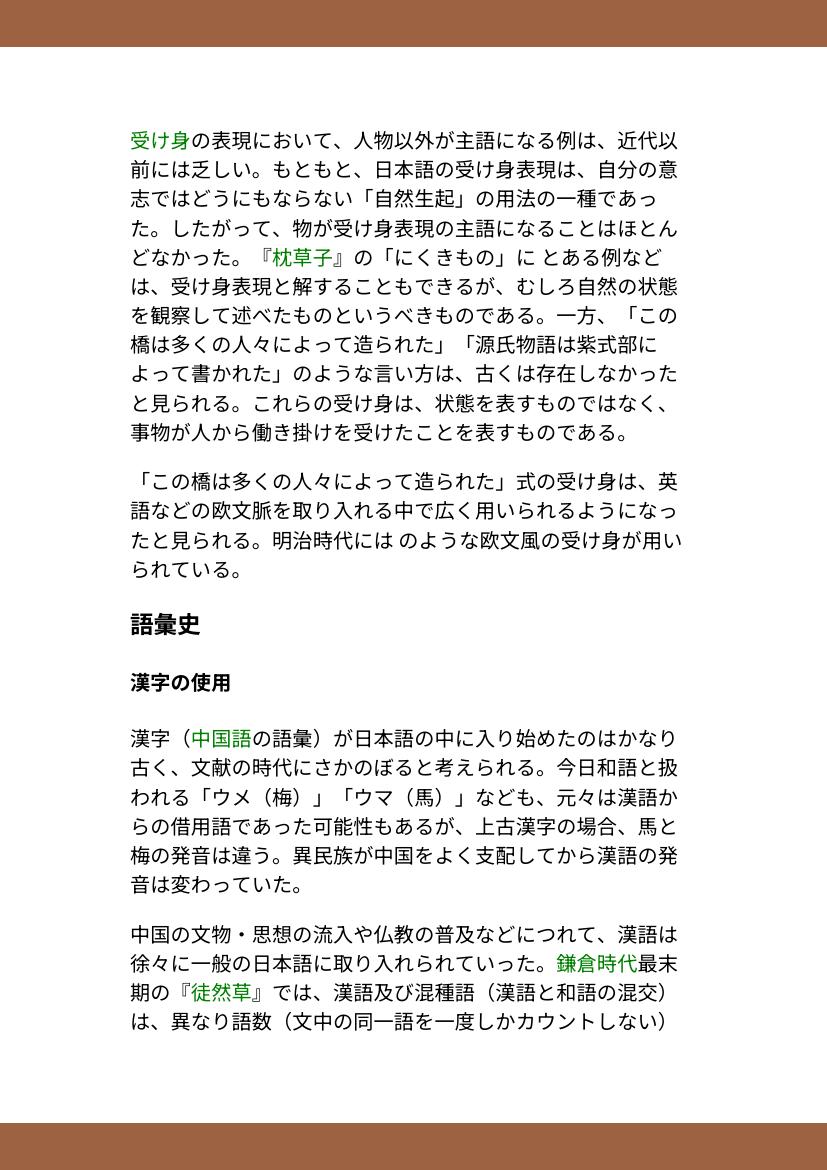 受け身の表現において、人物以外が主語になる例は、近代以
前には乏しい。もともと、日本語の受け身表現は、自分の意
志ではどうにもならない「自然生起」の用法の一種であっ
た。したがって、物が受け身表現の主語になることはほとん
どなかった。『枕草子』の「にくきもの」に とある例など
は、受け身表現と解することもできるが、むしろ自然の状態
を観察して述べたものというべきものである。一方、「この
橋は多くの人々によって造られた」「源氏物語は紫式部に
よって書かれた」のような言い方は、古くは存在しなかった
と見られる。これらの受け身は、状態を表すものではなく、
事物が人から働き掛けを受けたことを表すものである。
「この橋は多くの人々によって造られた」式の受け身は、英
語などの欧文脈を取り入れる中で広く用いられるようになっ
たと見られる。明治時代には のような欧文風の受け身が用い
られている。
語彙史
漢字の使用
漢字（中国語の語彙）が日本語の中に入り始めたのはかなり
古く、文献の時代にさかのぼると考えられる。今日和語と扱
われる「ウメ（梅）」「ウマ（馬）」なども、元々は漢語か
らの借用語であった可能性もあるが、上古漢字の場合、馬と
梅の発音は違う。異民族が中国をよく支配してから漢語の発
音は変わっていた。
中国の文物・思想の流入や仏教の普及などにつれて、漢語は
徐々に一般の日本語に取り入れられていった。鎌倉時代最末
期の『徒然草』では、漢語及び混種語（漢語と和語の混交）
は、異なり語数（文中の同一語を一度しかカウントしない）